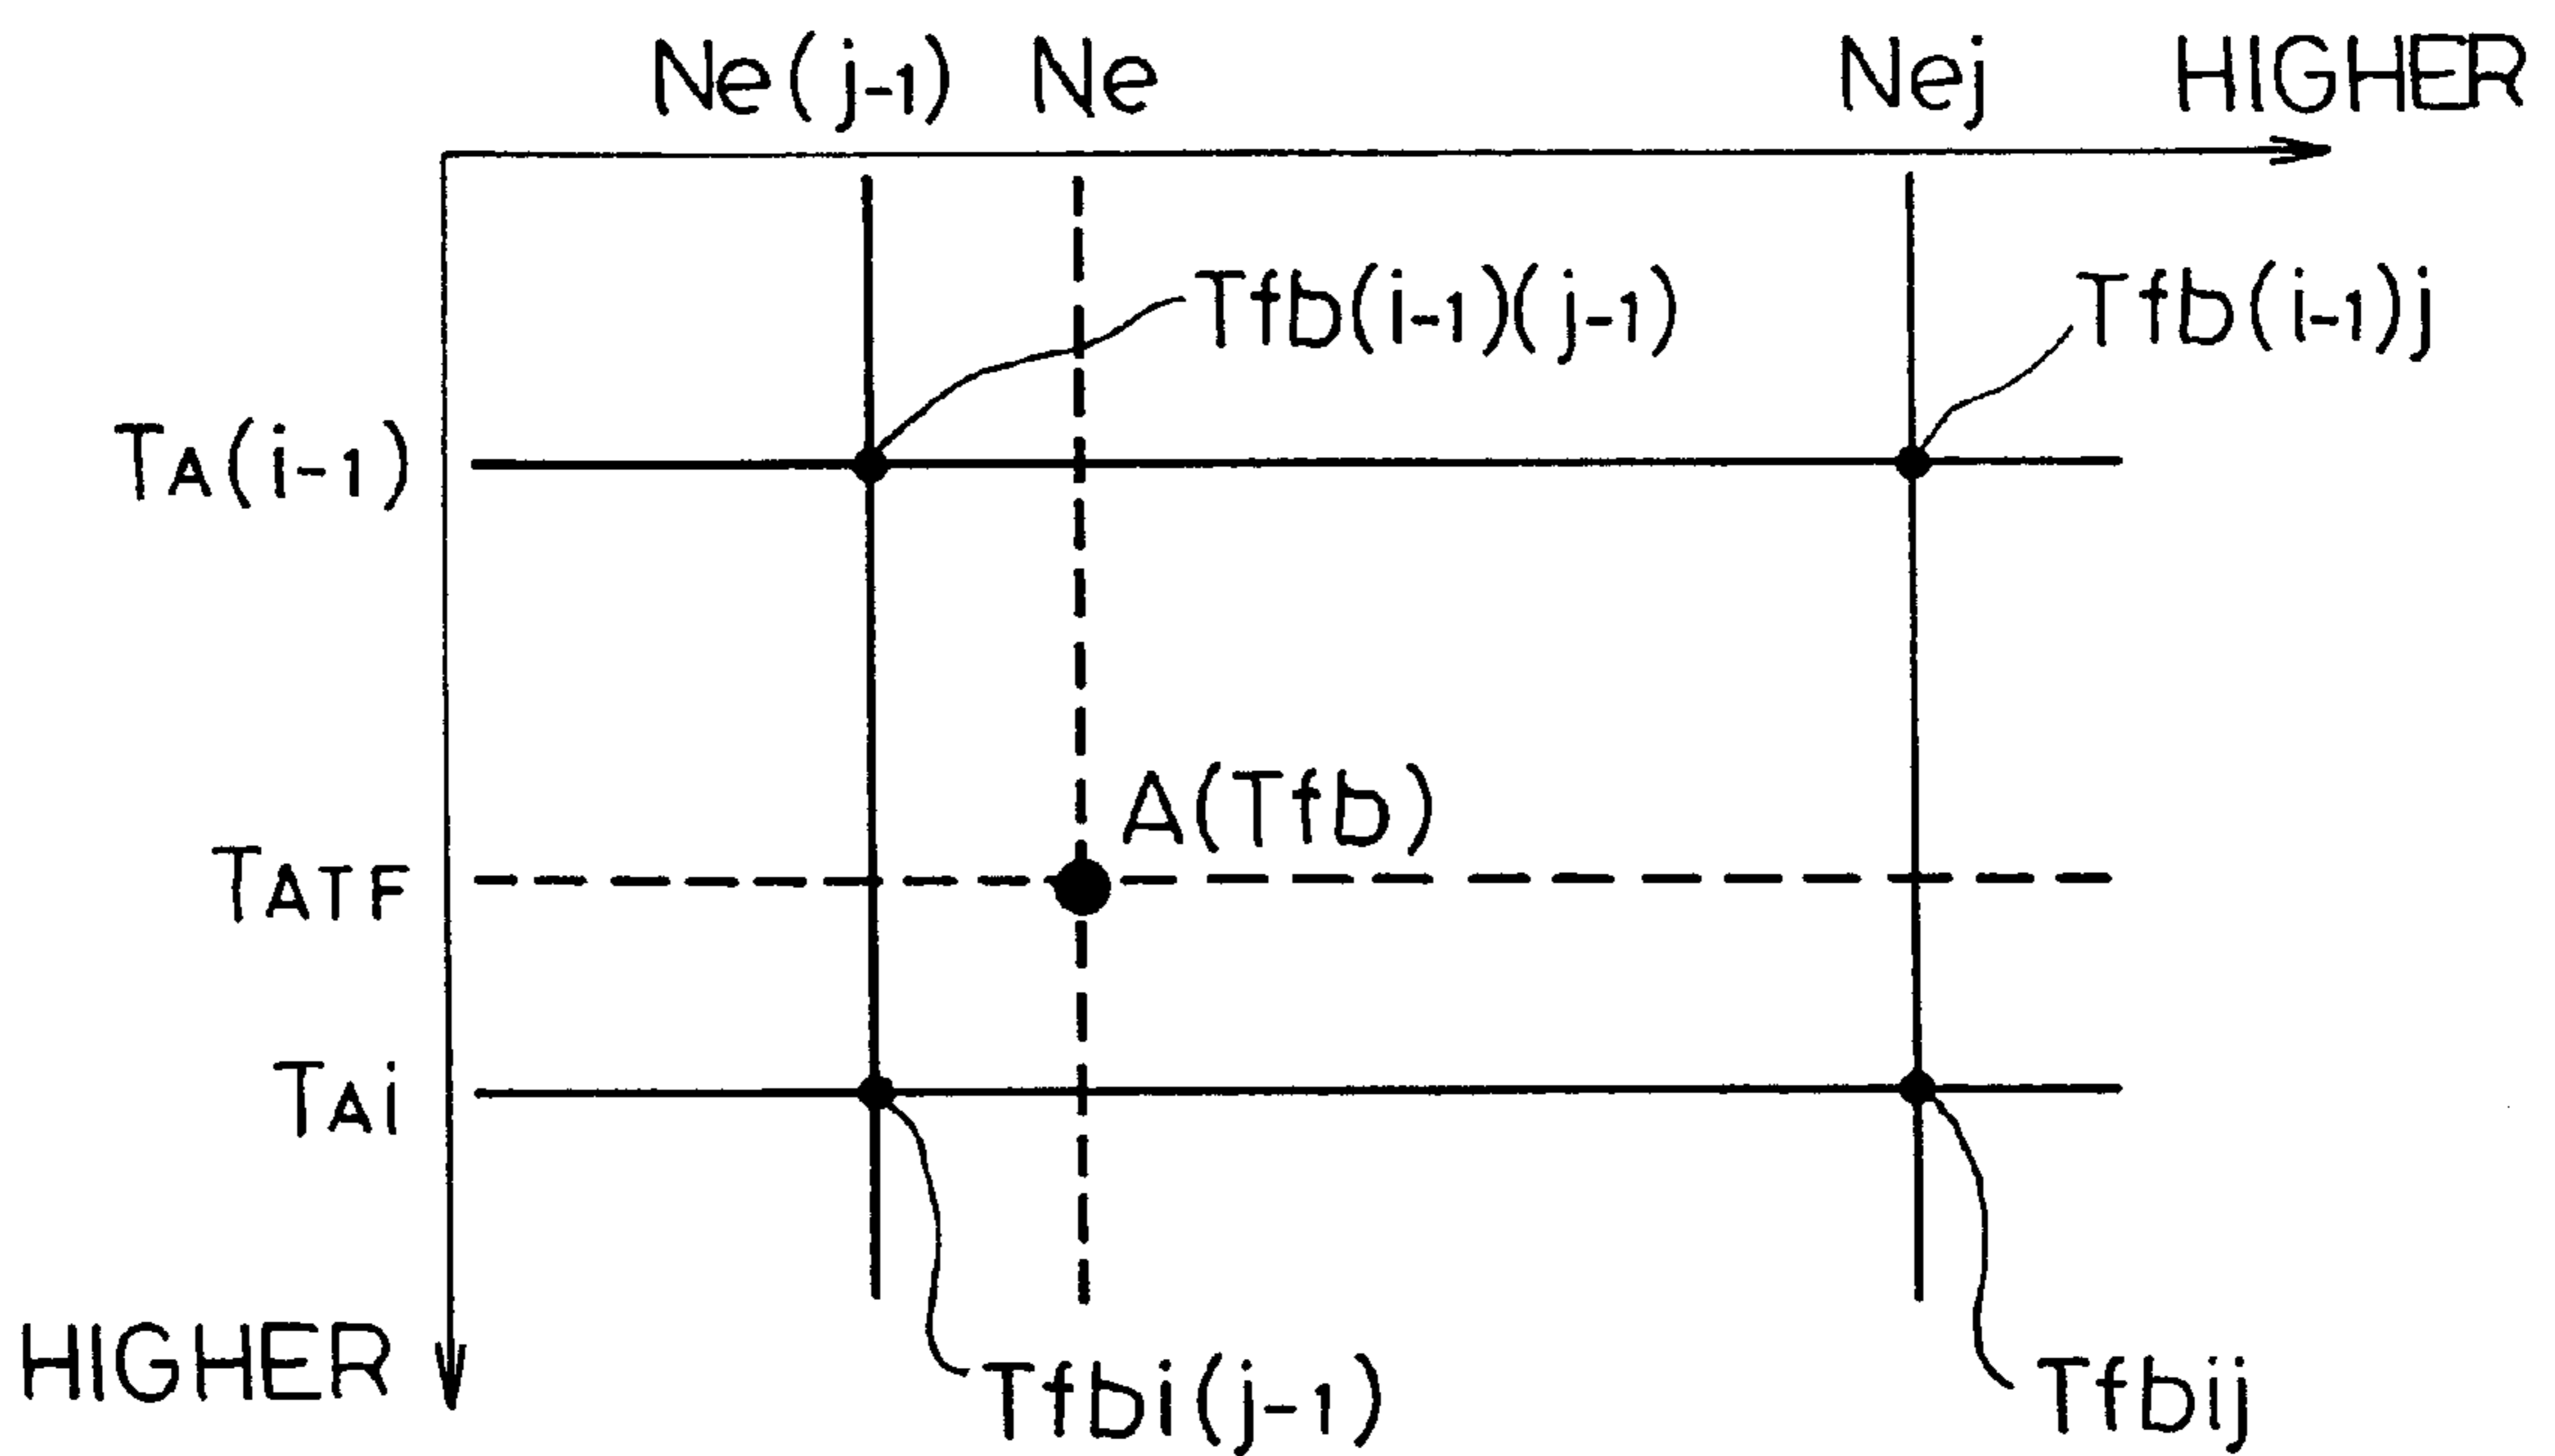 Ne(j-1) Ne Nej HIGHER
Tfb(i-1)(j-1) Tfb(i-1)j
TA(i-1)
A(Tfb)
TATF
TAi
HIGHER
Tfbi(j-1) Tfbij